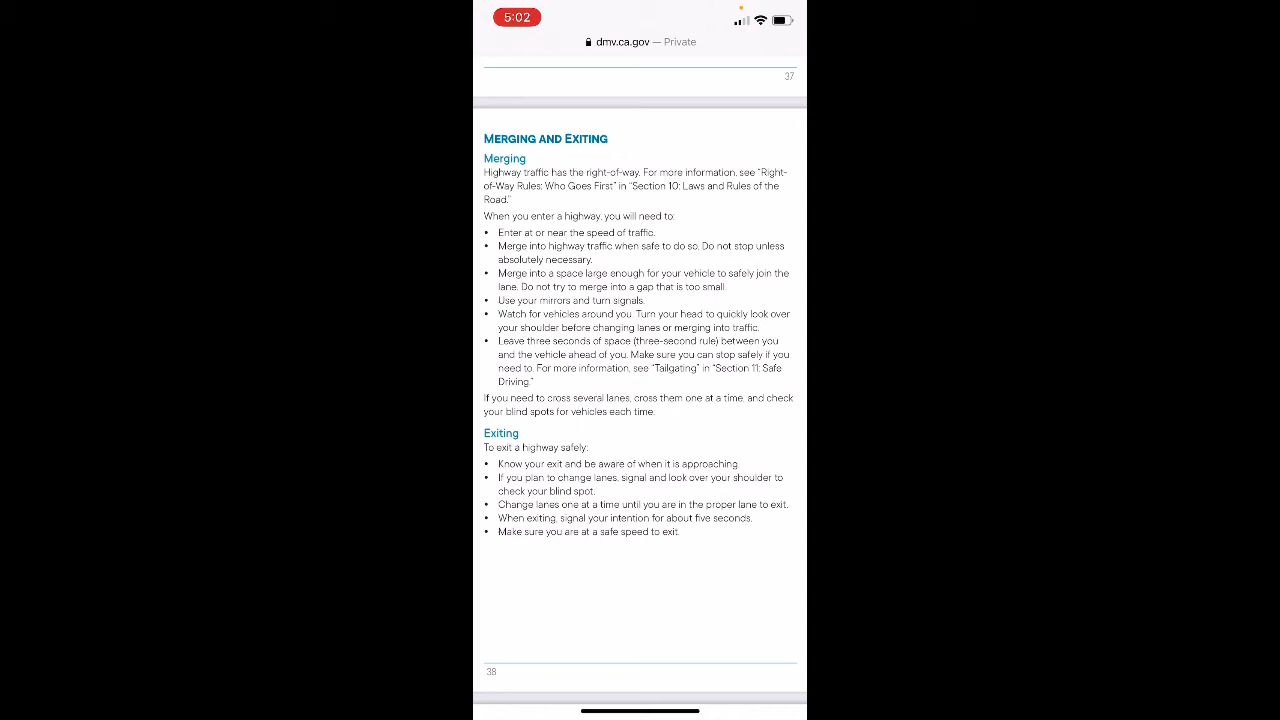 5:02
dmv.ca.gov — Private
37
MERGING AND EXITING
Merging
Highway traffic has the right-of-way. For more information, see “Right-
of-Way Rules: Who Goes First” in “Section 10: Laws and Rules of the
Road.”
When you enter a highway, you will need to:
• Enter at or near the speed of traffic.
• Merge into highway traffic when safe to do so. Do not stop unless
absolutely necessary.
• Merge into a space large enough for your vehicle to safely join the
lane. Do not try to merge into a gap that is too small.
• Use your mirrors and turn signals.
• Watch for vehicles around you. Turn your head to quickly look over
your shoulder before changing lanes or merging into traffic.
• Leave three seconds of space (three-second rule) between you
and the vehicle ahead of you. Make sure you can stop safely if you
need to. For more information, see “Tailgating” in “Section 11: Safe
Driving.”
If you need to cross several lanes, cross them one at a time, and check
your blind spots for vehicles each time.
Exiting
To exit a highway safely:
• Know your exit and be aware of when it is approaching.
• If you plan to change lanes, signal and look over your shoulder to
check your blind spot.
• Change lanes one at a time until you are in the proper lane to exit.
• When exiting, signal your intention for about five seconds.
• Make sure you are at a safe speed to exit.
38